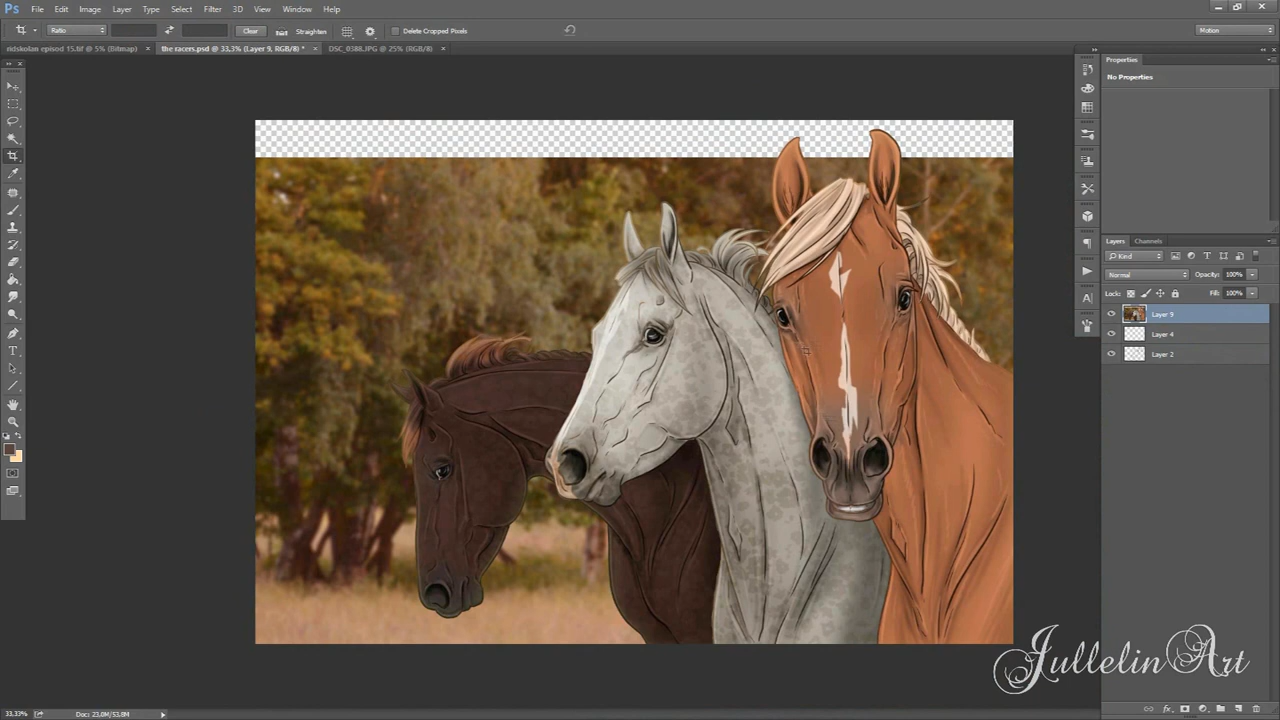 Ps File Edit Image Layer Type Select Filter 3D View Window Help
Ratio Clear Straighten Delete Cropped Pixels Motion
ridskolan episod 15.tif @ 5% (Bitmap) × the racers.psd @ 33,3% (Layer 9, RGB/8) * × DSC_0388.JPG @ 25% (RGB/8) ×
Properties
No Properties
Layers Channels
Kind
Normal Opacity: 100%
Lock: Fill: 100%
Layer 9
Layer 4
Layer 2
JullelinArt
33.33% Doc: 23,0M/53,8M